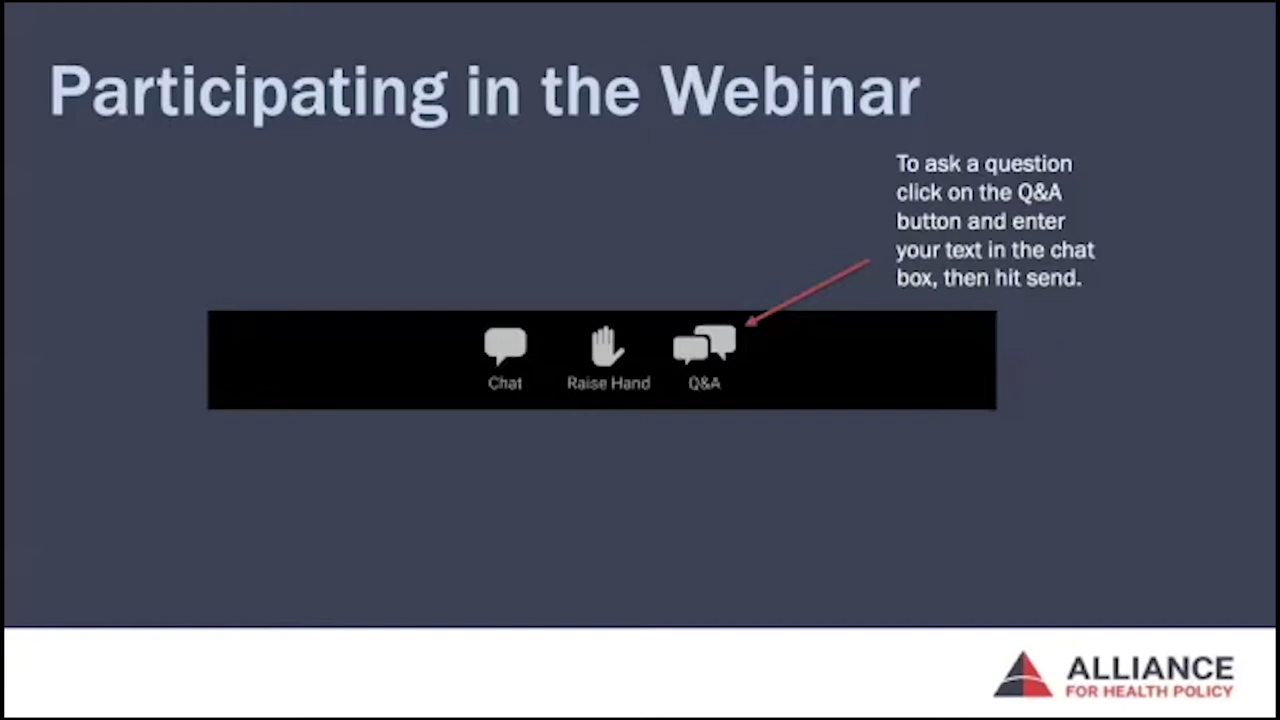 Participating in the Webinar
To ask a question
click on the Q&A
button and enter
your text in the chat
box, then hit send.
Chat
Raise Hand
Q&A
ALLIANCE
FOR HEALTH POLICY